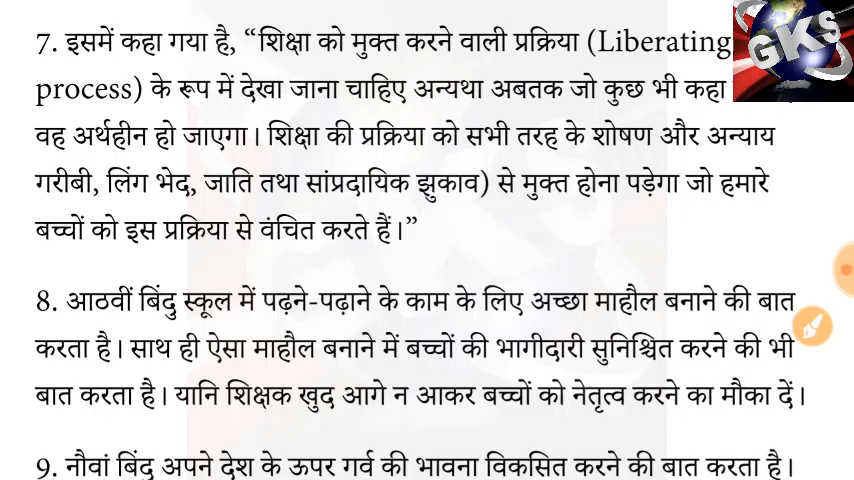 7. इसमें कहा गया है, “शिक्षा को मुक्त करने वाली प्रक्रिया (Liberating
process) के रूप में देखा जाना चाहिए अन्यथा अबतक जो कुछ भी कहा
वह अर्थहीन हो जाएगा। शिक्षा की प्रक्रिया को सभी तरह के शोषण और अन्याय
गरीबी, लिंग भेद, जाति तथा सांप्रदायिक झुकाव) से मुक्त होना पड़ेगा जो हमारे
बच्चों को इस प्रक्रिया से वंचित करते हैं।”
8. आठवीं बिंदु स्कूल में पढ़ने-पढ़ाने के काम के लिए अच्छा माहौल बनाने की बात
करता है। साथ ही ऐसा माहौल बनाने में बच्चों की भागीदारी सुनिश्चित करने की भी
बात करता है। यानि शिक्षक खुद आगे न आकर बच्चों को नेतृत्व करने का मौका दें।
9. नौवां बिंदु अपने देश के ऊपर गर्व की भावना विकसित करने की बात करता है।
GKS